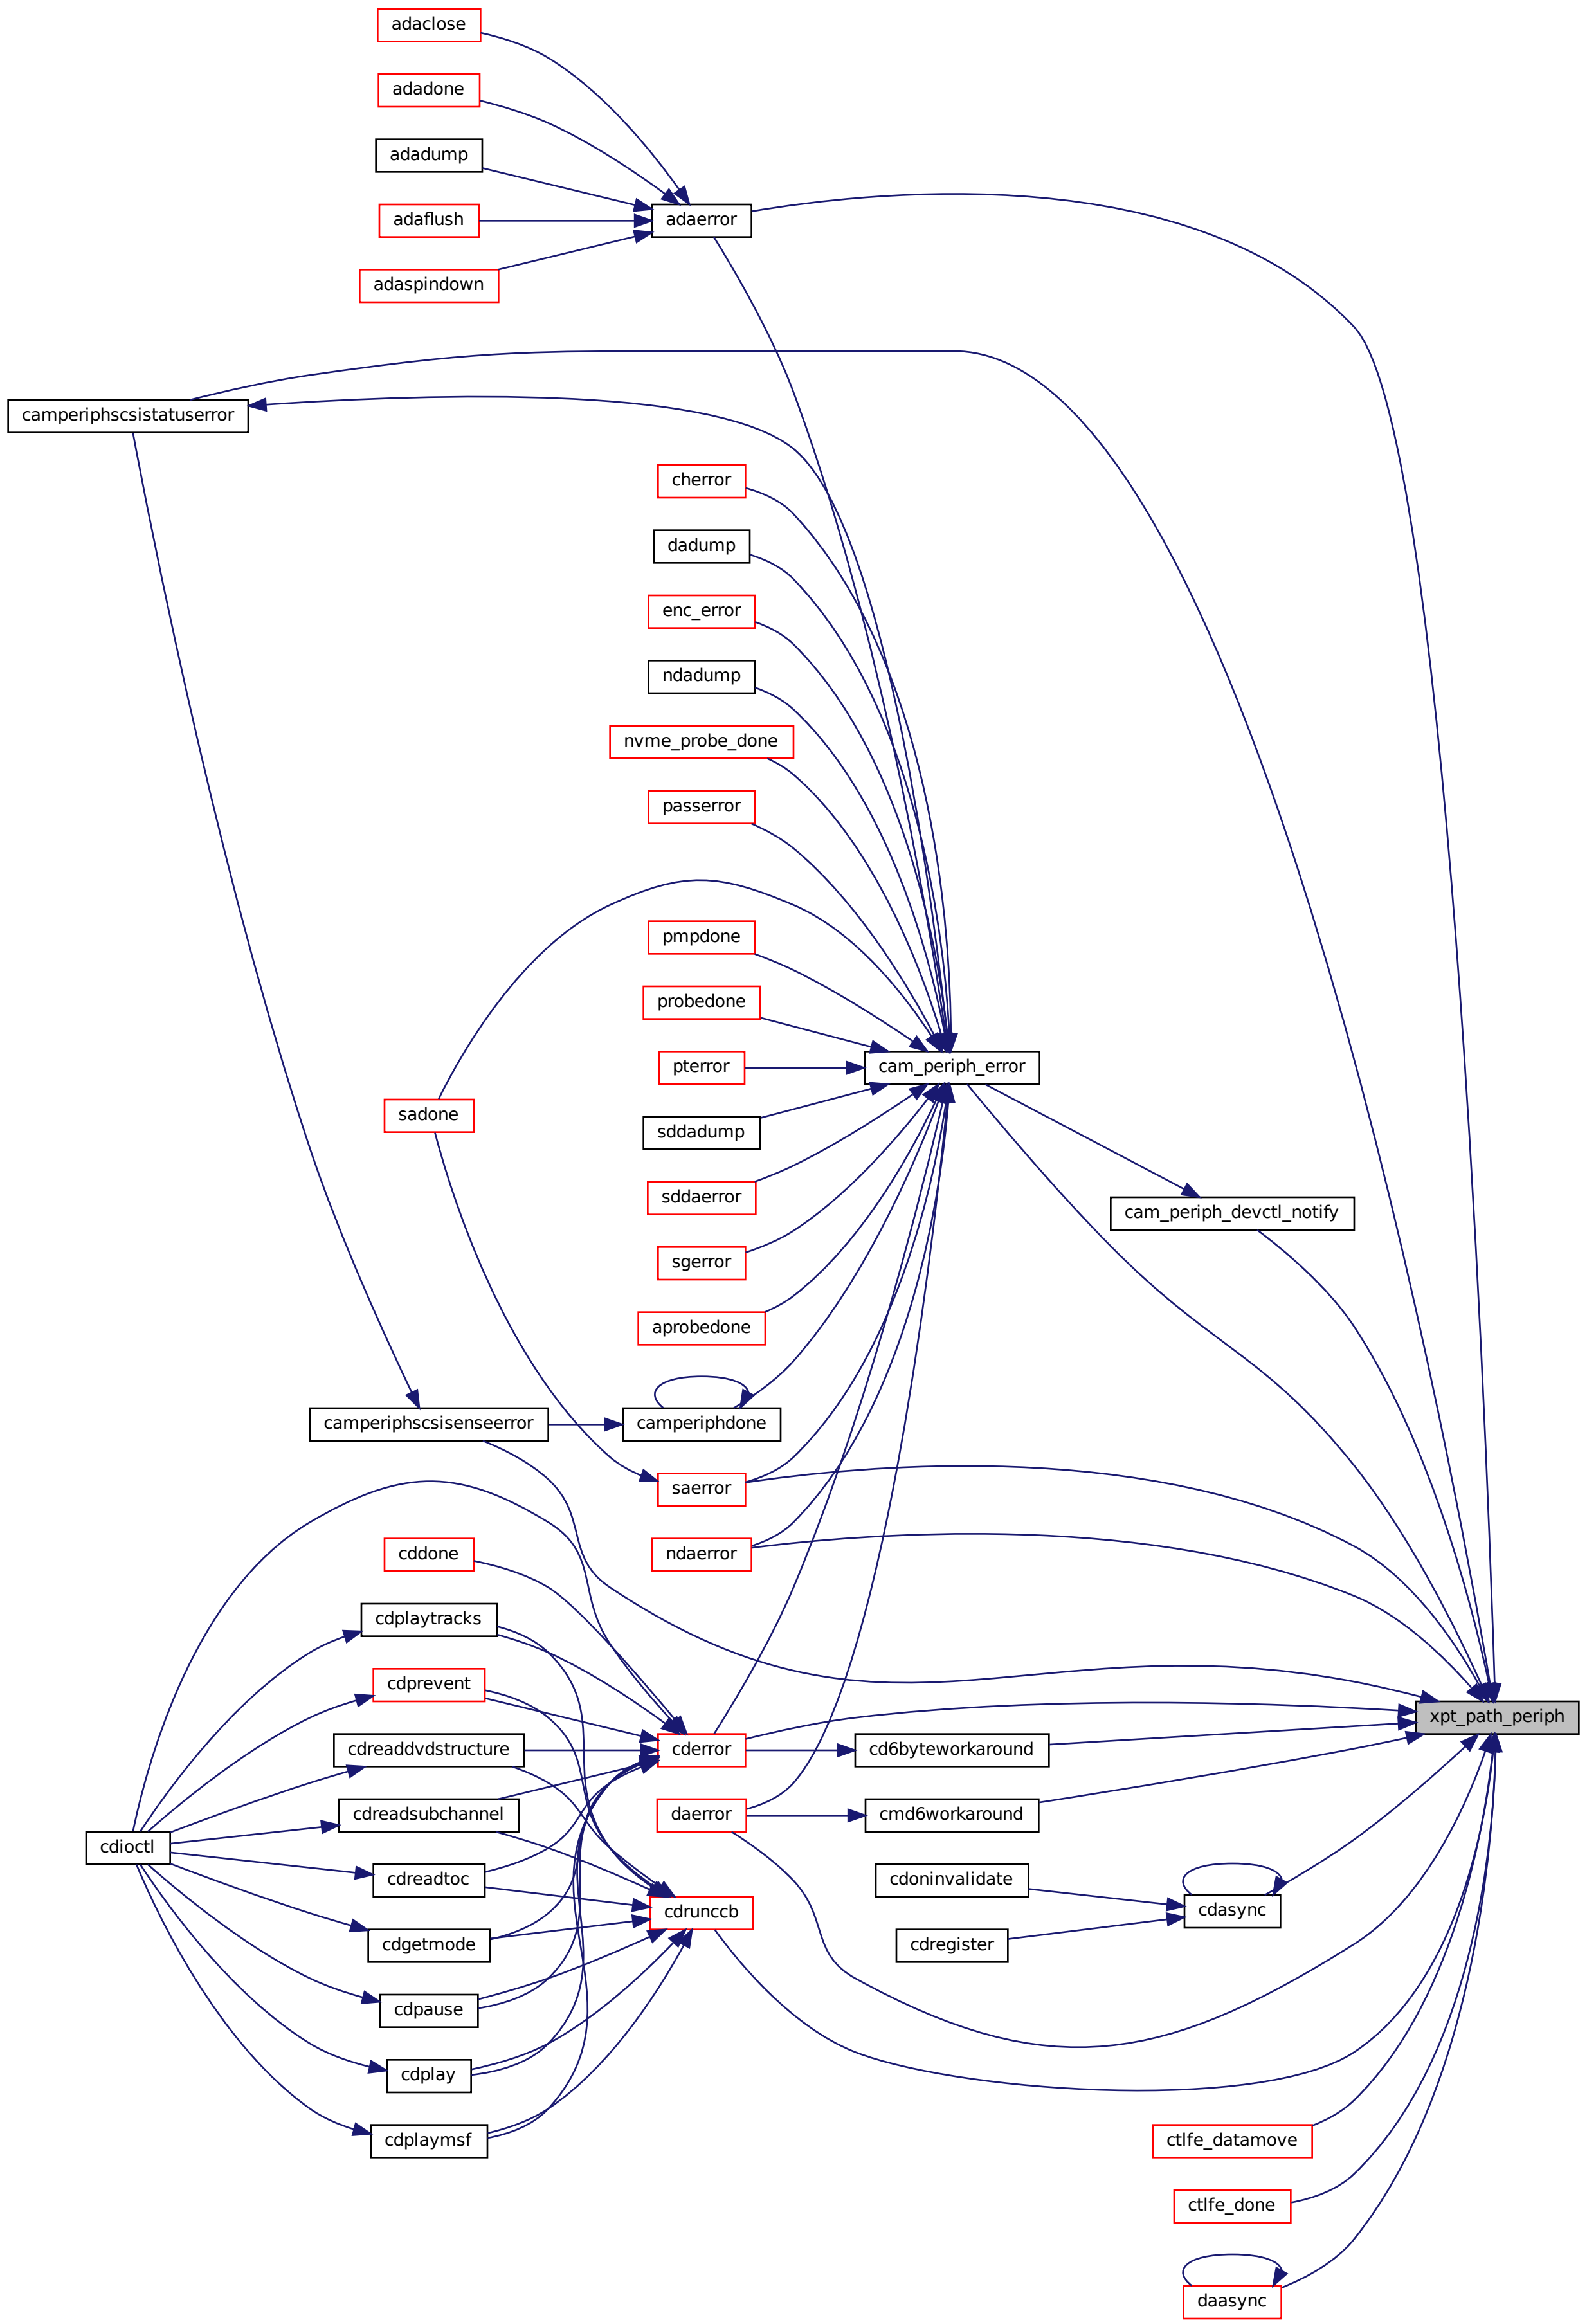 adaclose
adadone
adadump
adaflush
adaerror
adaspindown
camperiphscsistatuserror
cherror
dadump
enc_error
ndadump
nvme_probe_done
passerror
pmpdone
probedone
pterror
cam_periph_error
sadone
sddadump
sddaerror
cam_periph_devctl_notify
sgerror
aprobedone
camperiphscsisenseerror
camperiphdone
saerror
cddone
ndaerror
cdplaytracks
cdprevent
xpt_path_periph
cdreaddvdstructure
cderror
cd6byteworkaround
cdreadsubchannel
daerror
cmd6workaround
cdioctl
cdreadtoc
cdoninvalidate
cdrunccb
cdasync
cdgetmode
cdregister
cdpause
cdplay
cdplaymsf
ctlfe_datamove
ctlfe_done
daasync